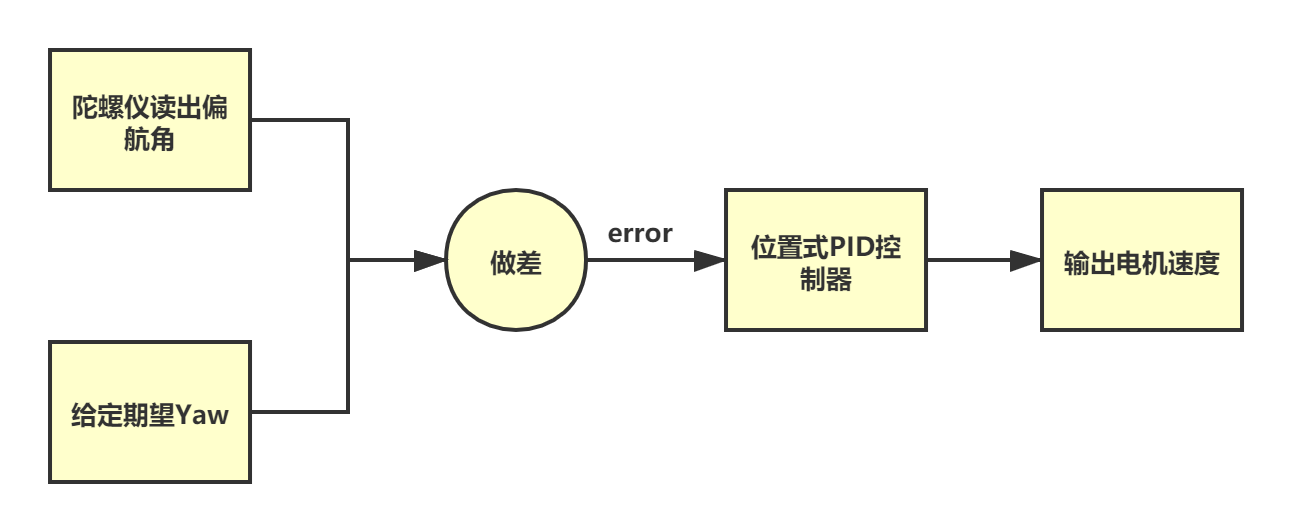 陀螺仪读出偏
航角
给定期望Yaw
做差
error
位置式PID控
制器
输出电机速度